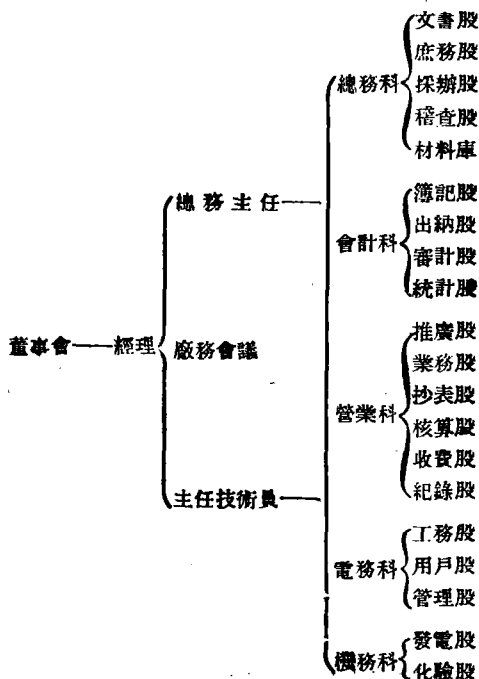 董事會——經理
總務主任——
廠務會議
主任技術員——
總務科
文書股
庶務股
採辦股
稽查股
材料庫
會計科
簿記股
出納股
審計股
統計股
營業科
推廣股
業務股
抄表股
核算股
收費股
紀錄股
電務科
工務股
用戶股
管理股
機務科
發電股
化驗股